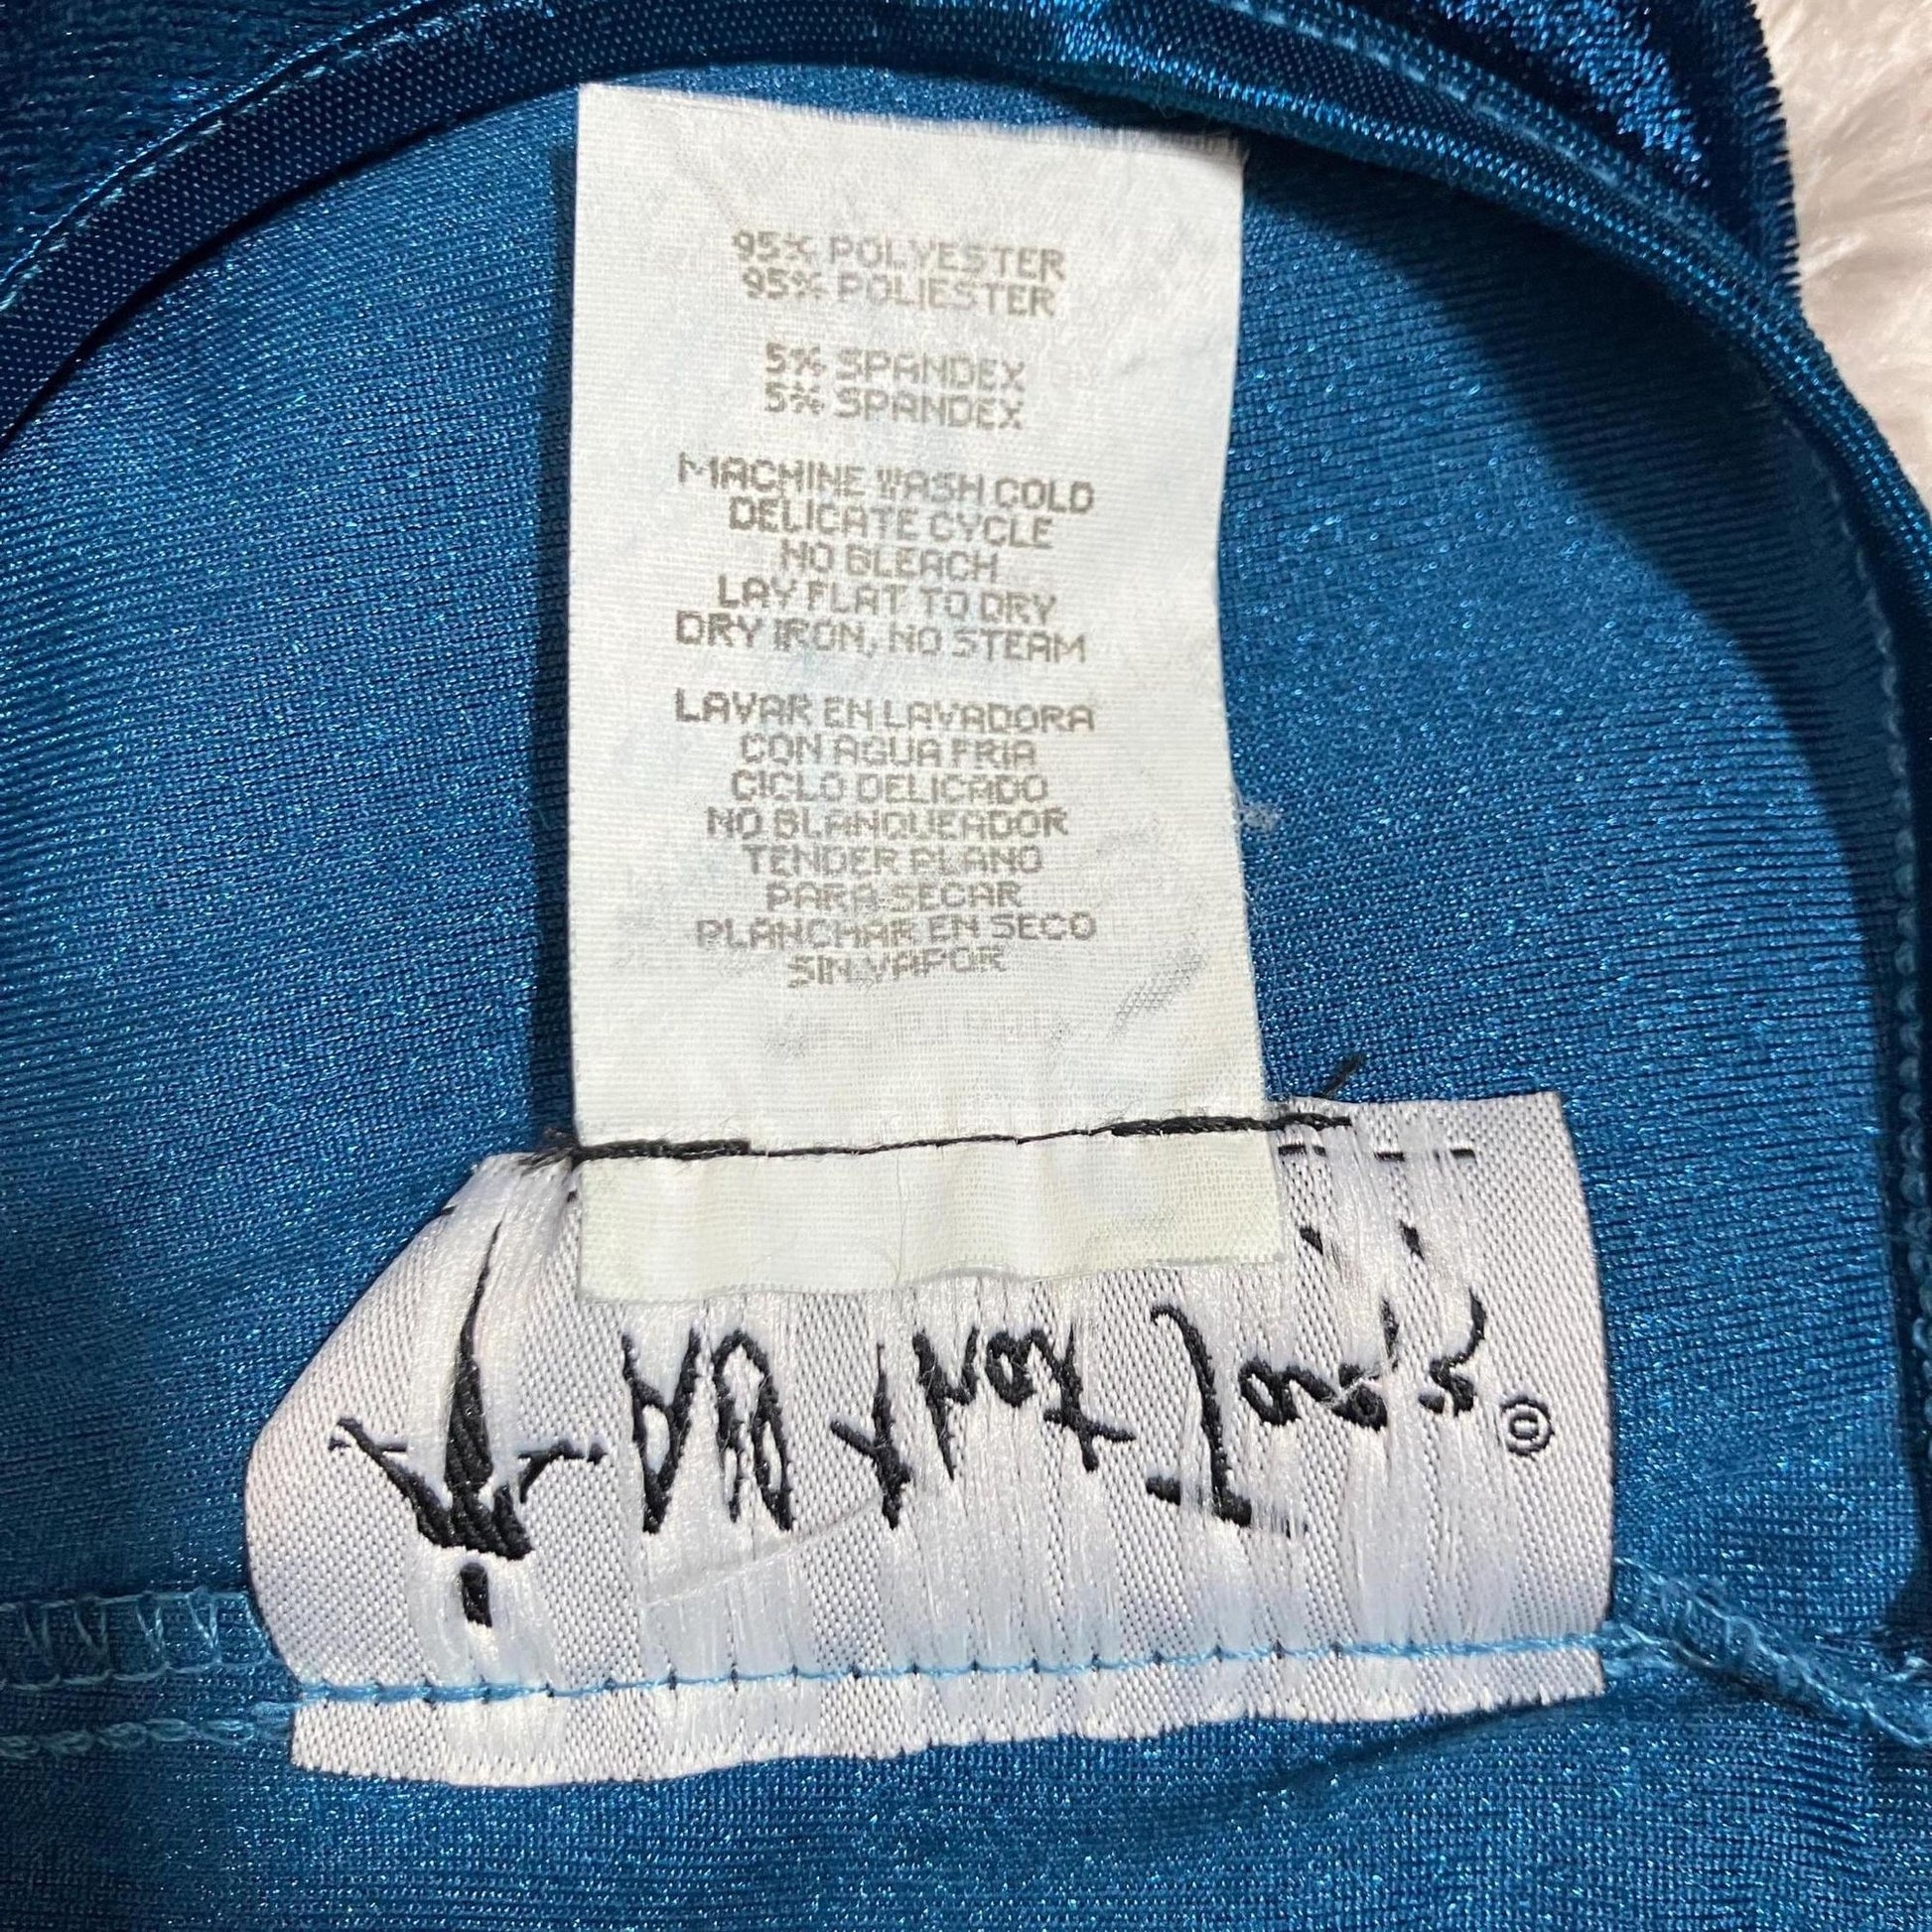 95% POLYESTER
95% POLIESTER
5% SPANDEX
5% SPANDEX
MACHINE WASH COLD
DELICATE CYCLE
NO BLEACH
LAY FLAT TO DRY
DRY IRON, NO STEAM
LAVAR EN LAVADORA
CON AGUA FRIA
CICLO DELICADO
NO BLANQUEADOR
TENDER PLANO
PARA SECAR
PLANCHAR EN SECO
SIN VAPOR
©